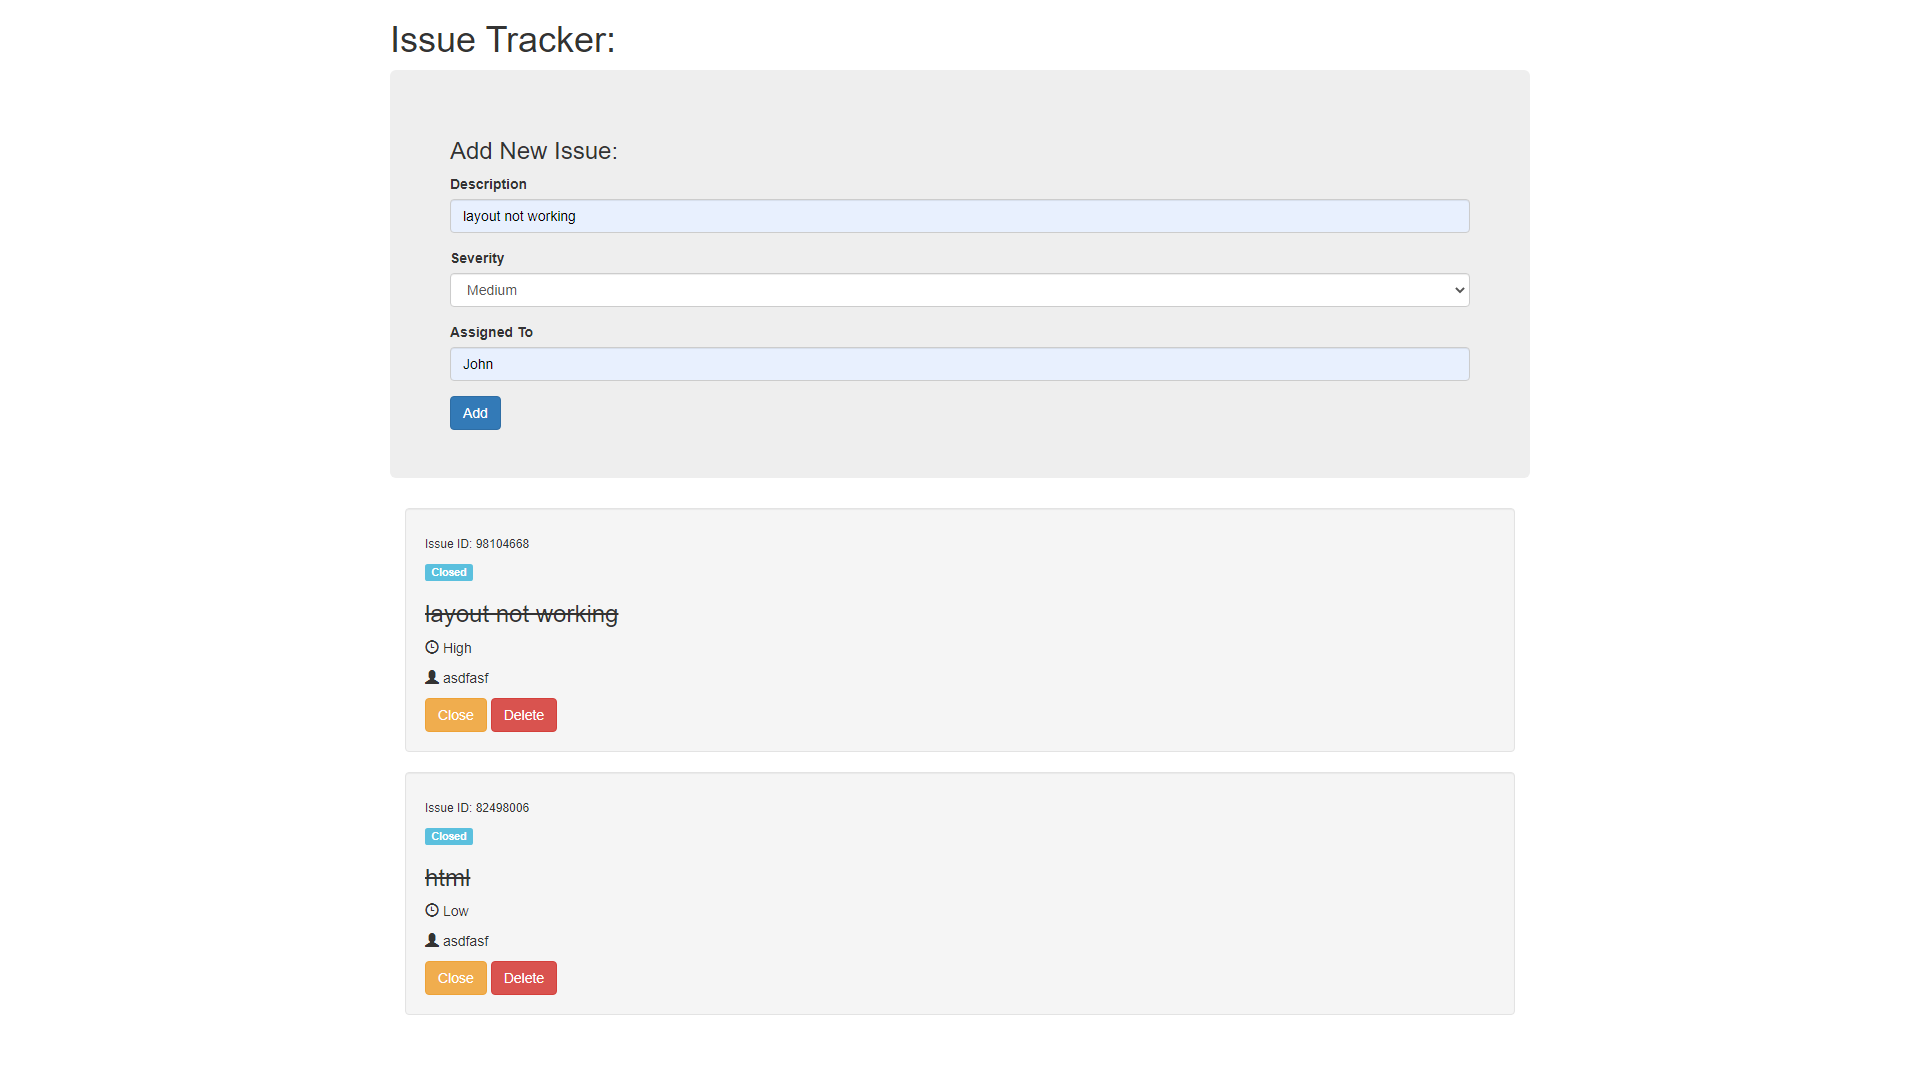 Issue Tracker:
Add New Issue:
Description
layout not working
Severity
Medium
Assigned To
John
Add
Issue ID: 98104668
Closed
layout not working
High
asdfasf
Close Delete
Issue ID: 82498006
Closed
html
Low
asdfasf
Close Delete